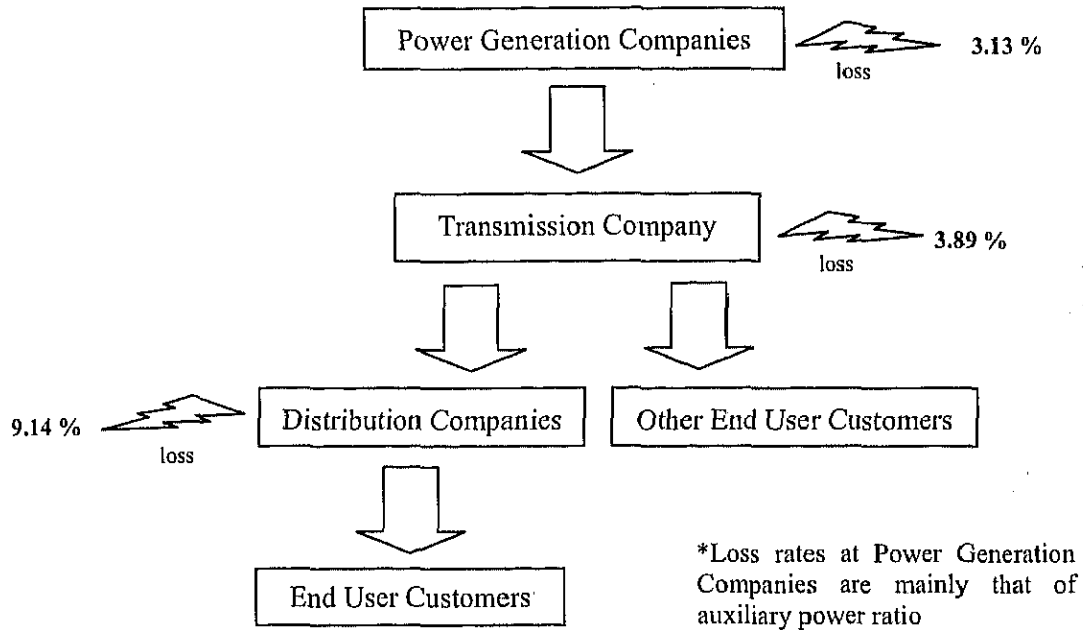 Power Generation Companies
3.13 %
loss
Transmission Company
3.89 %
loss
Distribution Companies
Other End User Customers
9.14 %
loss
End User Customers
*Loss rates at Power Generation
Companies are mainly that of
auxiliary power ratio